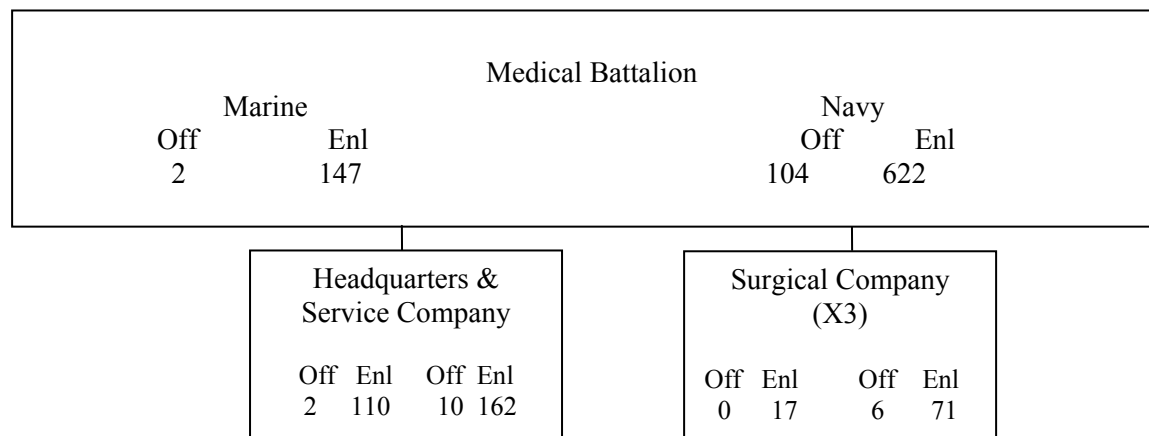 Medical Battalion
Marine Navy
Off Enl Off Enl
2 147 104 622
Headquarters &
Service Company
Off Enl Off Enl
2 110 10 162
Surgical Company
(X3)
Off Enl Off Enl
0 17 6 71